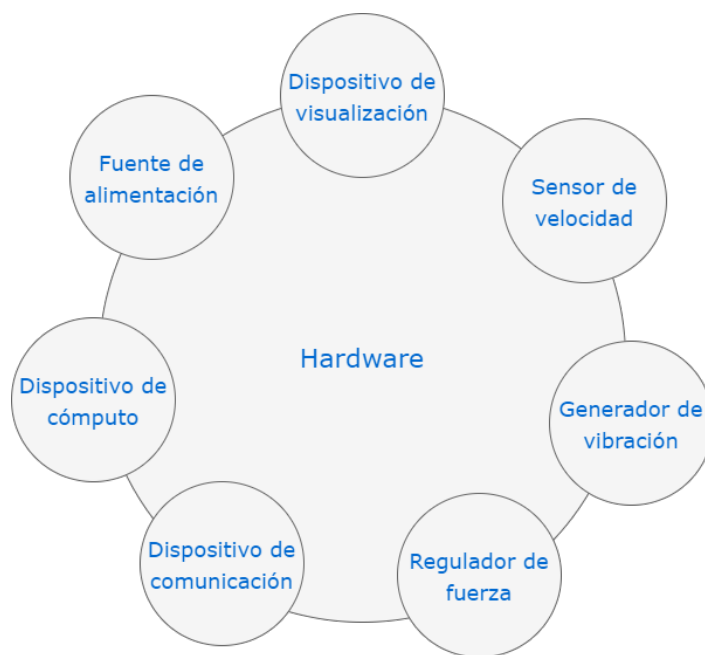 Dispositivo de
visualización
Fuente de
alimentación
Sensor de
velocidad
Hardware
Dispositivo de
cómputo
Generador de
vibración
Dispositivo de
comunicación
Regulador de
fuerza